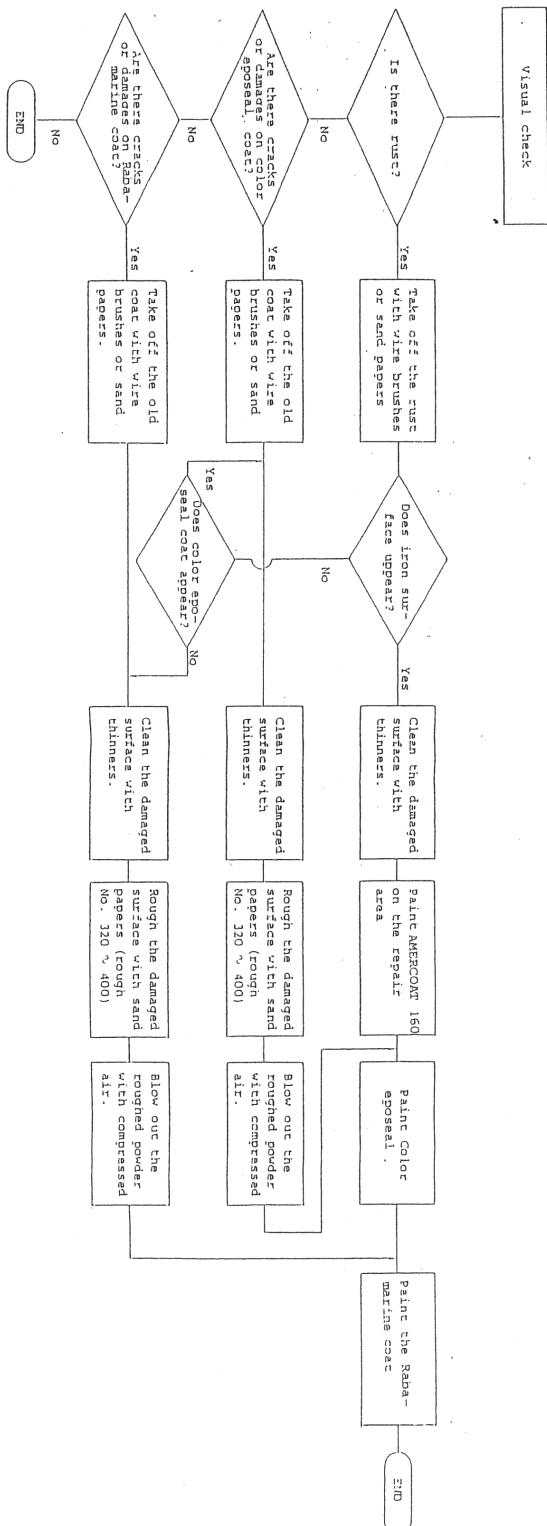 Visual check
Is there rust?
Yes
No
Take off the rust
with wire brushes
or sand papers
Does iron sur-
face uppear?
Yes
No
Clean the damaged
surface with
thinners.
paint AMERCOAT 160
on the repair
area
Paint Color
eposeal .
Paint the Raba-
marine coat
END
Are there cracks
or damages on color
eposeal. coat?
Yes
No
Take off the old
coat with wire
brushes or sand
papers.
Does color epo-
seal coat appear?
Yes
No
Clean the damaged
surface with
thinners.
Rough the damaged
surface with sand
papers (rough
No. 320 ~ 400)
Blow out the
roughed powder
with compressed
air.
Are there cracks
or damages on Raba-
marine coat?
Yes
No
Take off the old
coat with wire
brushes or sand
papers.
Clean the damaged
surface with
thinners.
Rough the damaged
surface with sand
papers (rough
No. 320 ~ 400)
Blow out the
roughed powder
with compressed
air.
END